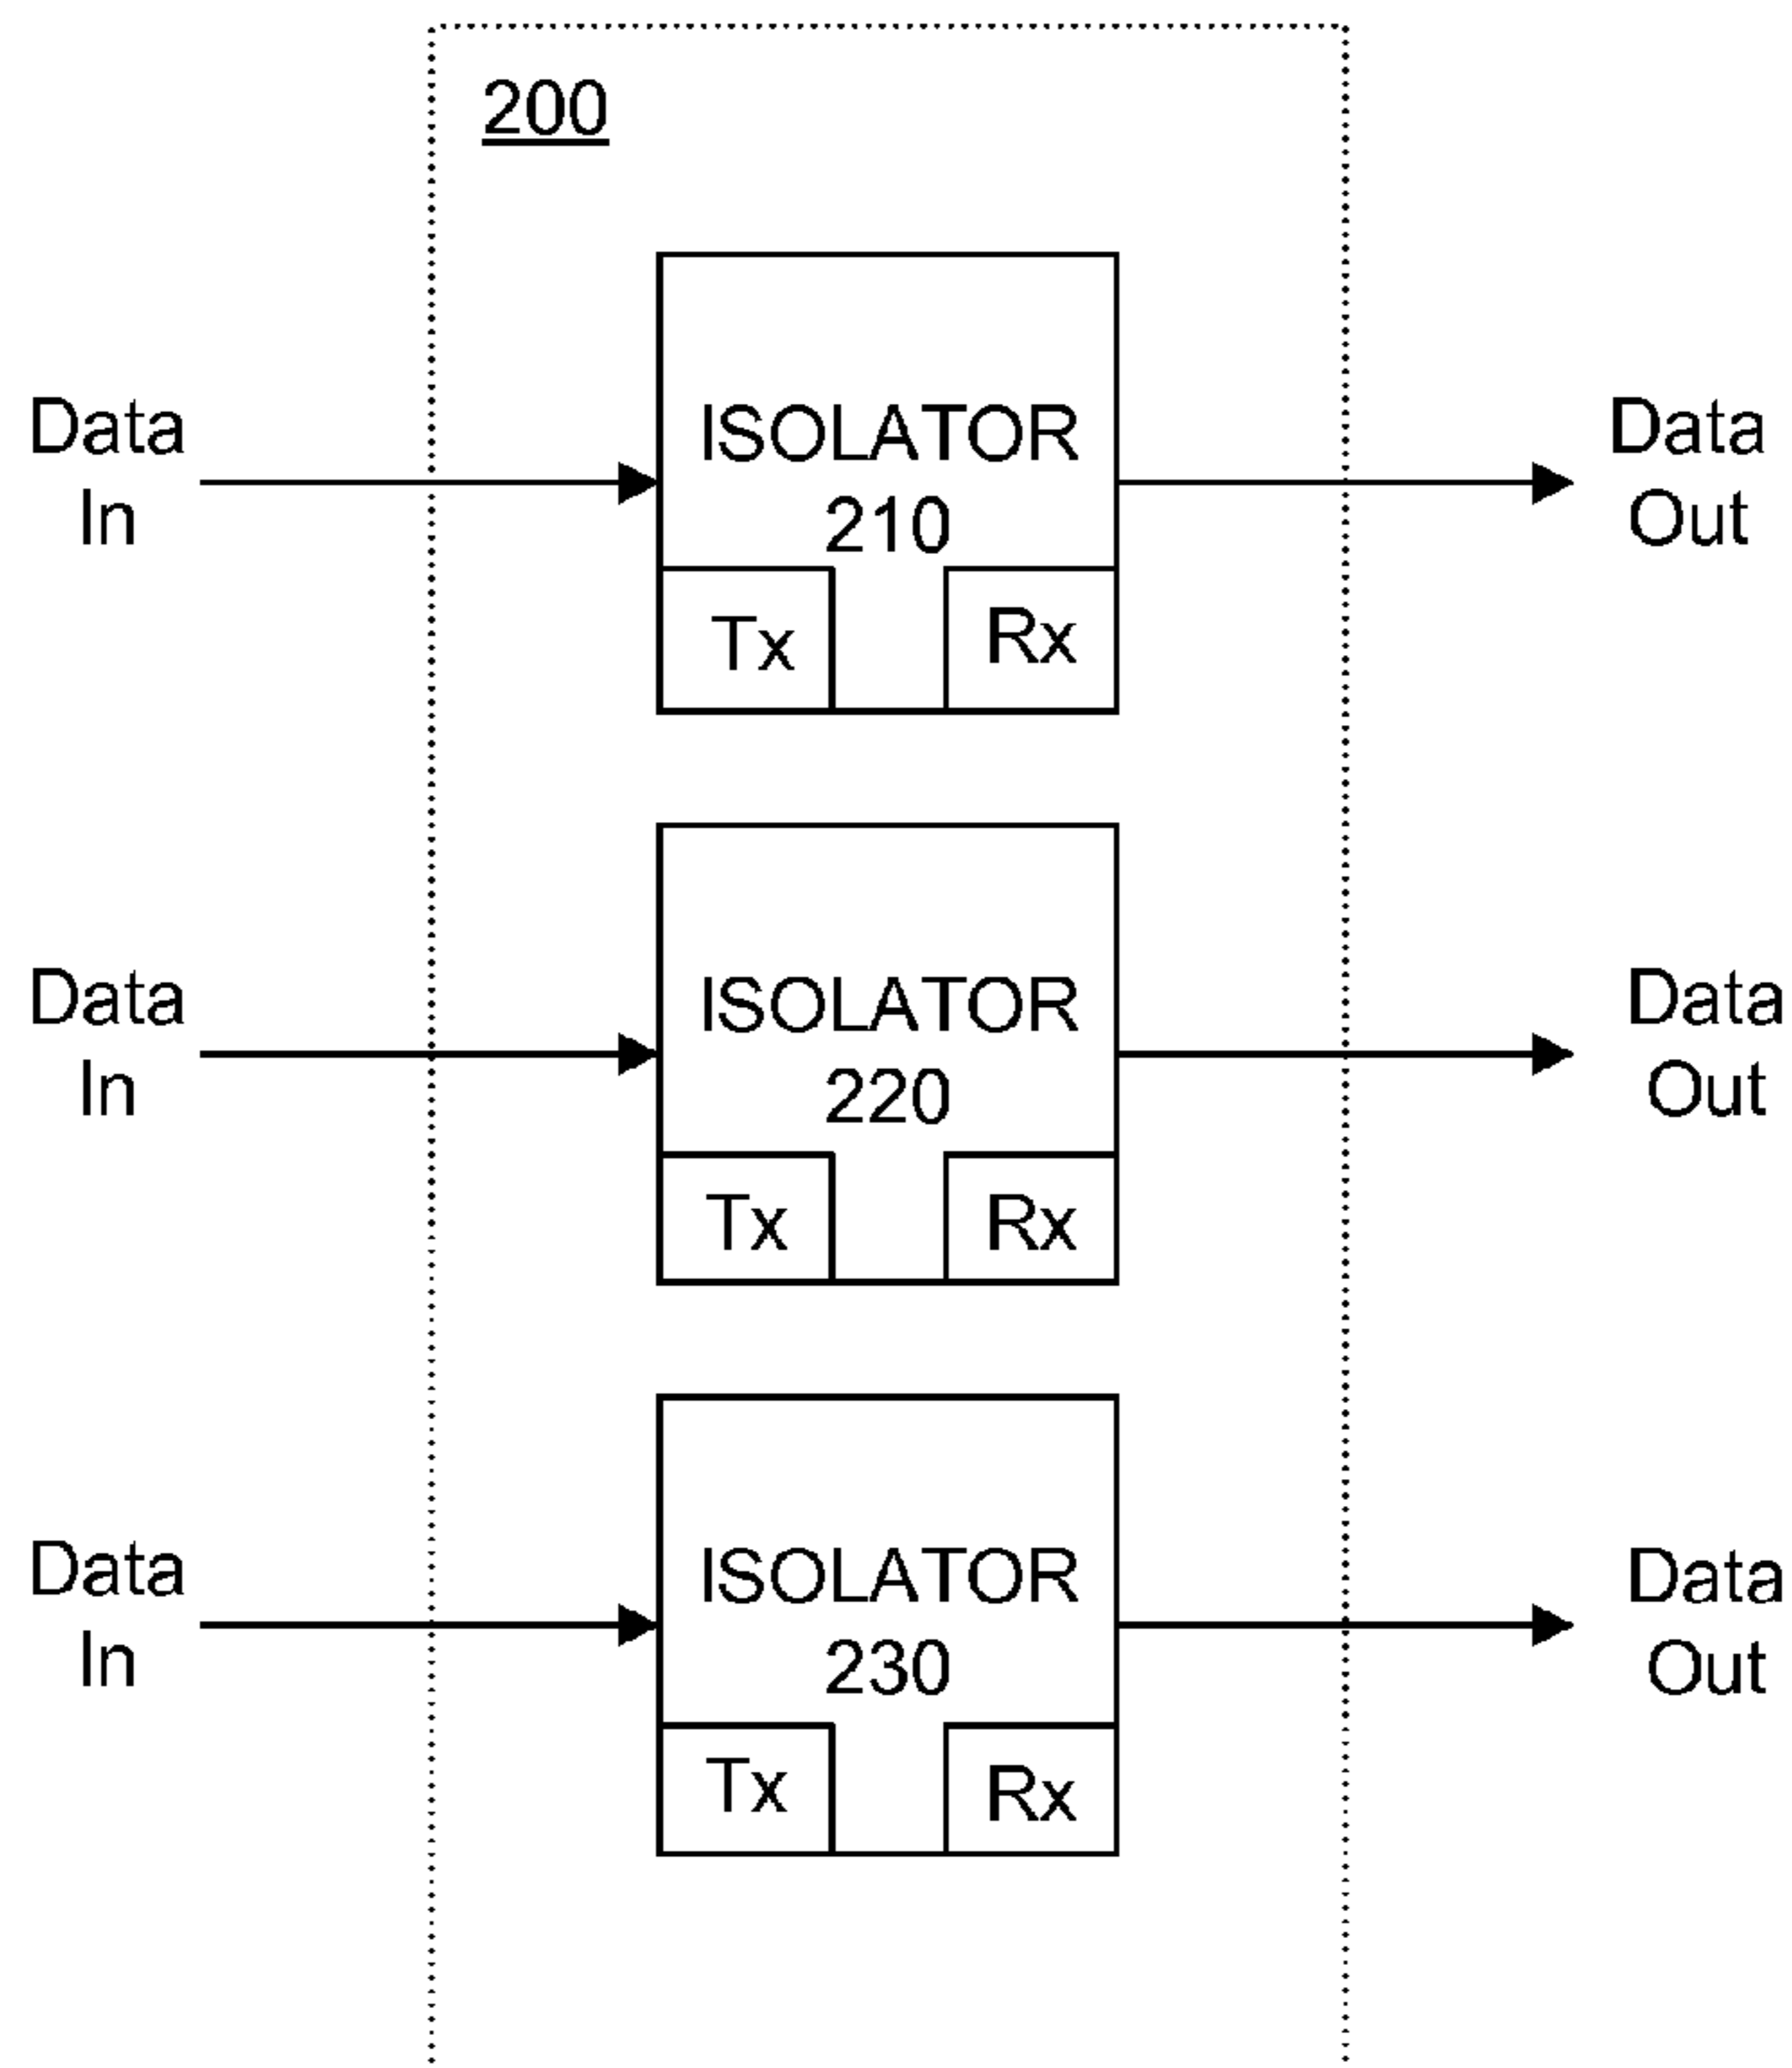 200
Data
In
ISOLATOR
210
Data
Out
Tx
Rx
Data
In
ISOLATOR
220
Data
Out
Tx
Rx
Data
In
ISOLATOR
230
Data
Out
Tx
Rx